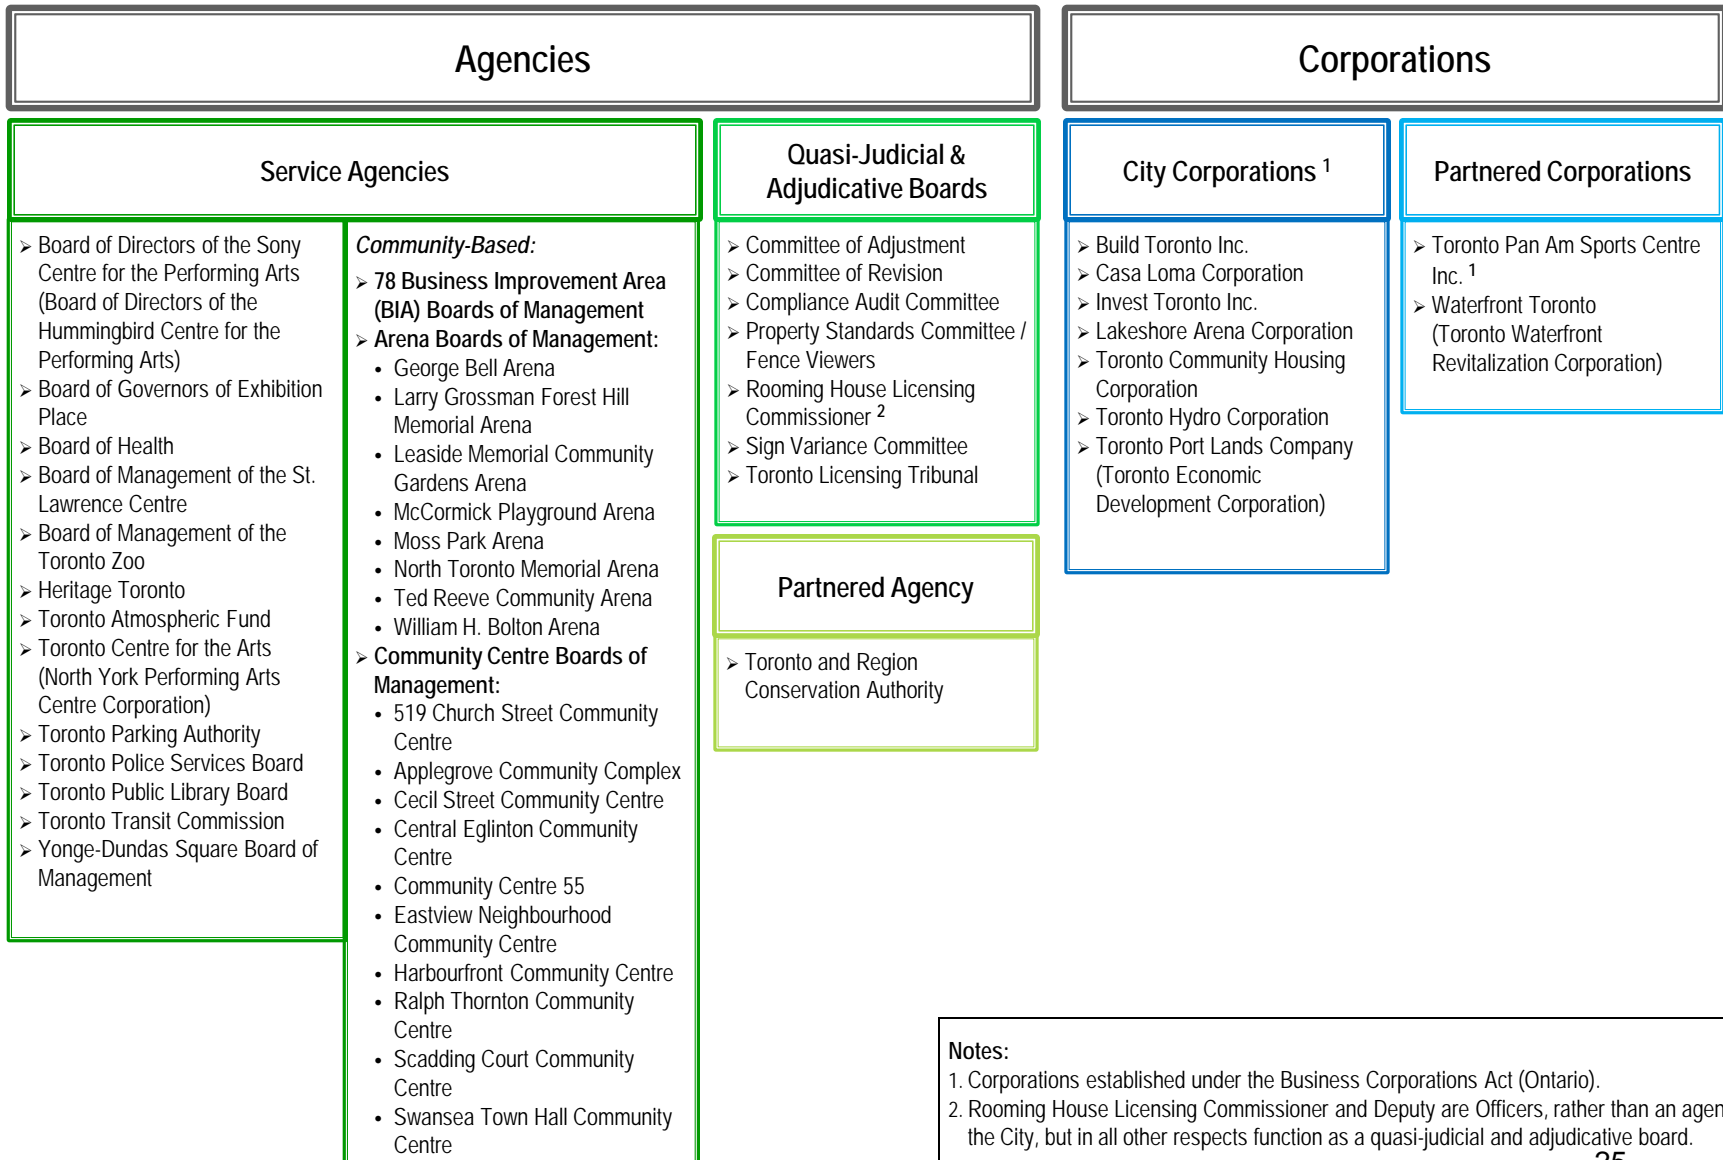 Agencies
Corporations
Service Agencies
Quasi-Judicial &
Adjudicative Boards
City Corporations 1
Partnered Corporations
➢ Board of Directors of the Sony
Centre for the Performing Arts
(Board of Directors of the
Hummingbird Centre for the
Performing Arts)
➢ Board of Governors of Exhibition
Place
➢ Board of Health
➢ Board of Management of the St.
Lawrence Centre
➢ Board of Management of the
Toronto Zoo
➢ Heritage Toronto
➢ Toronto Atmospheric Fund
➢ Toronto Centre for the Arts
(North York Performing Arts
Centre Corporation)
➢ Toronto Parking Authority
➢ Toronto Police Services Board
➢ Toronto Public Library Board
➢ Toronto Transit Commission
➢ Yonge-Dundas Square Board of
Management
Community-Based:
➢ 78 Business Improvement Area
(BIA) Boards of Management
➢ Arena Boards of Management:
• George Bell Arena
• Larry Grossman Forest Hill
Memorial Arena
• Leaside Memorial Community
Gardens Arena
• McCormick Playground Arena
• Moss Park Arena
• North Toronto Memorial Arena
• Ted Reeve Community Arena
• William H. Bolton Arena
➢ Community Centre Boards of
Management:
• 519 Church Street Community
Centre
• Applegrove Community Complex
• Cecil Street Community Centre
• Central Eglinton Community
Centre
• Community Centre 55
• Eastview Neighbourhood
Community Centre
• Harbourfront Community Centre
• Ralph Thornton Community
Centre
• Scadding Court Community
Centre
• Swansea Town Hall Community
Centre
➢ Committee of Adjustment
➢ Committee of Revision
➢ Compliance Audit Committee
➢ Property Standards Committee /
Fence Viewers
➢ Rooming House Licensing
Commissioner 2
➢ Sign Variance Committee
➢ Toronto Licensing Tribunal
Partnered Agency
➢ Toronto and Region
Conservation Authority
➢ Build Toronto Inc.
➢ Casa Loma Corporation
➢ Invest Toronto Inc.
➢ Lakeshore Arena Corporation
➢ Toronto Community Housing
Corporation
➢ Toronto Hydro Corporation
➢ Toronto Port Lands Company
(Toronto Economic
Development Corporation)
➢ Toronto Pan Am Sports Centre
Inc. 1
➢ Waterfront Toronto
(Toronto Waterfront
Revitalization Corporation)
Notes:
1. Corporations established under the Business Corporations Act (Ontario).
2. Rooming House Licensing Commissioner and Deputy are Officers, rather than an agen
the City, but in all other respects function as a quasi-judicial and adjudicative board.